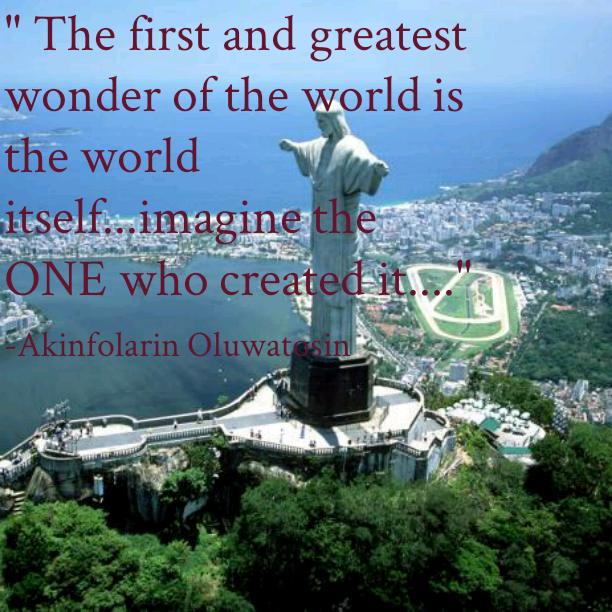 " The first and greatest
wonder of the world is
the world
itself...imagine the
ONE who created it...."
-Akinfolarin Oluwatosin